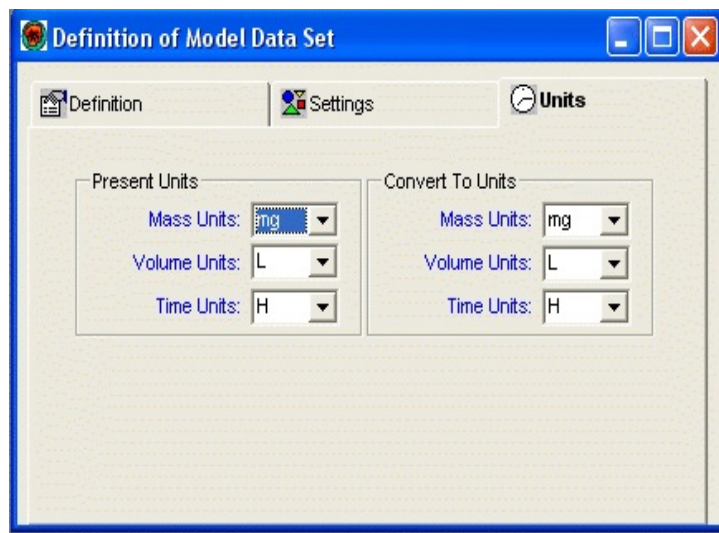 Definition of Model Data Set
Definition Settings Units
Present Units Convert To Units
Mass Units: mg Mass Units: mg
Volume Units: L Volume Units: L
Time Units: H Time Units: H